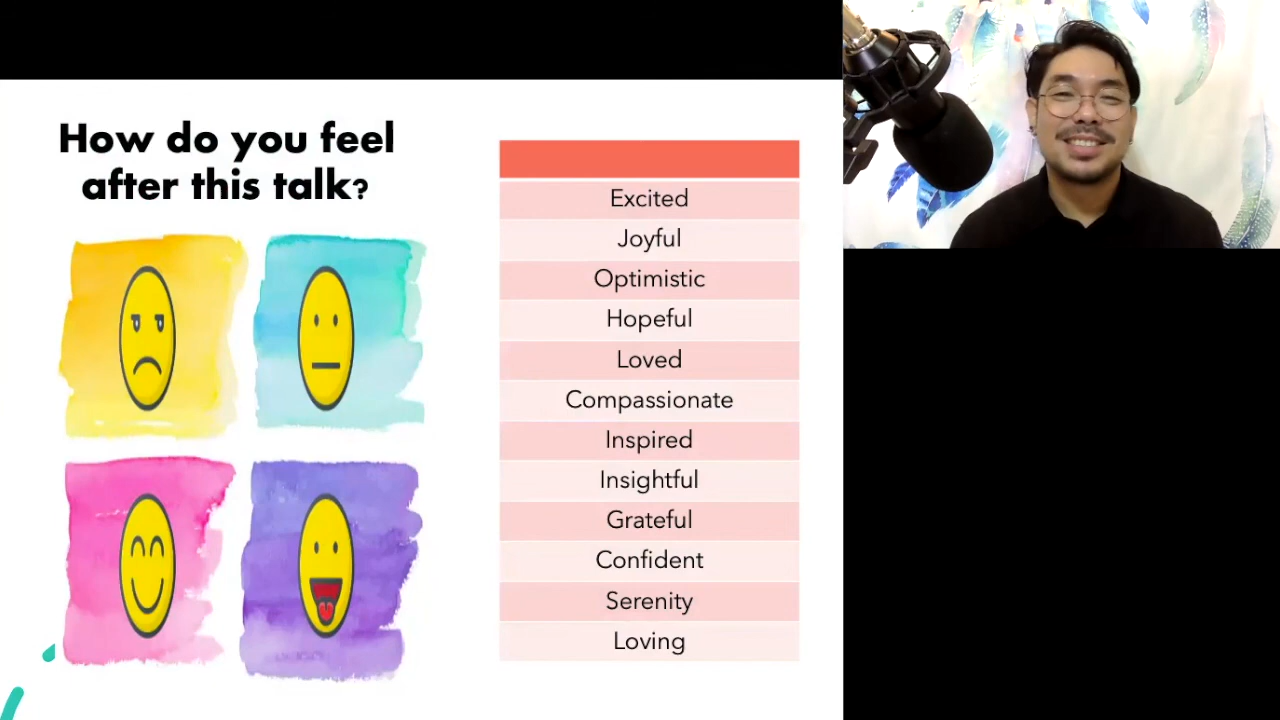 How do you feel
after this talk?
Excited
Joyful
Optimistic
Hopeful
Loved
Compassionate
Inspired
Insightful
Grateful
Confident
Serenity
Loving